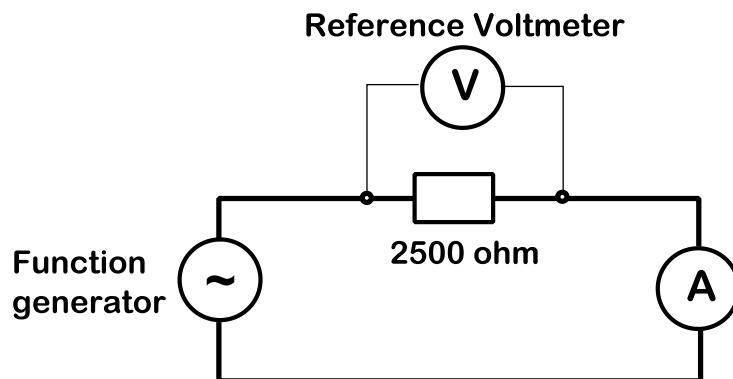 Reference Voltmeter
V
2500 ohm
Function
generator
~
A